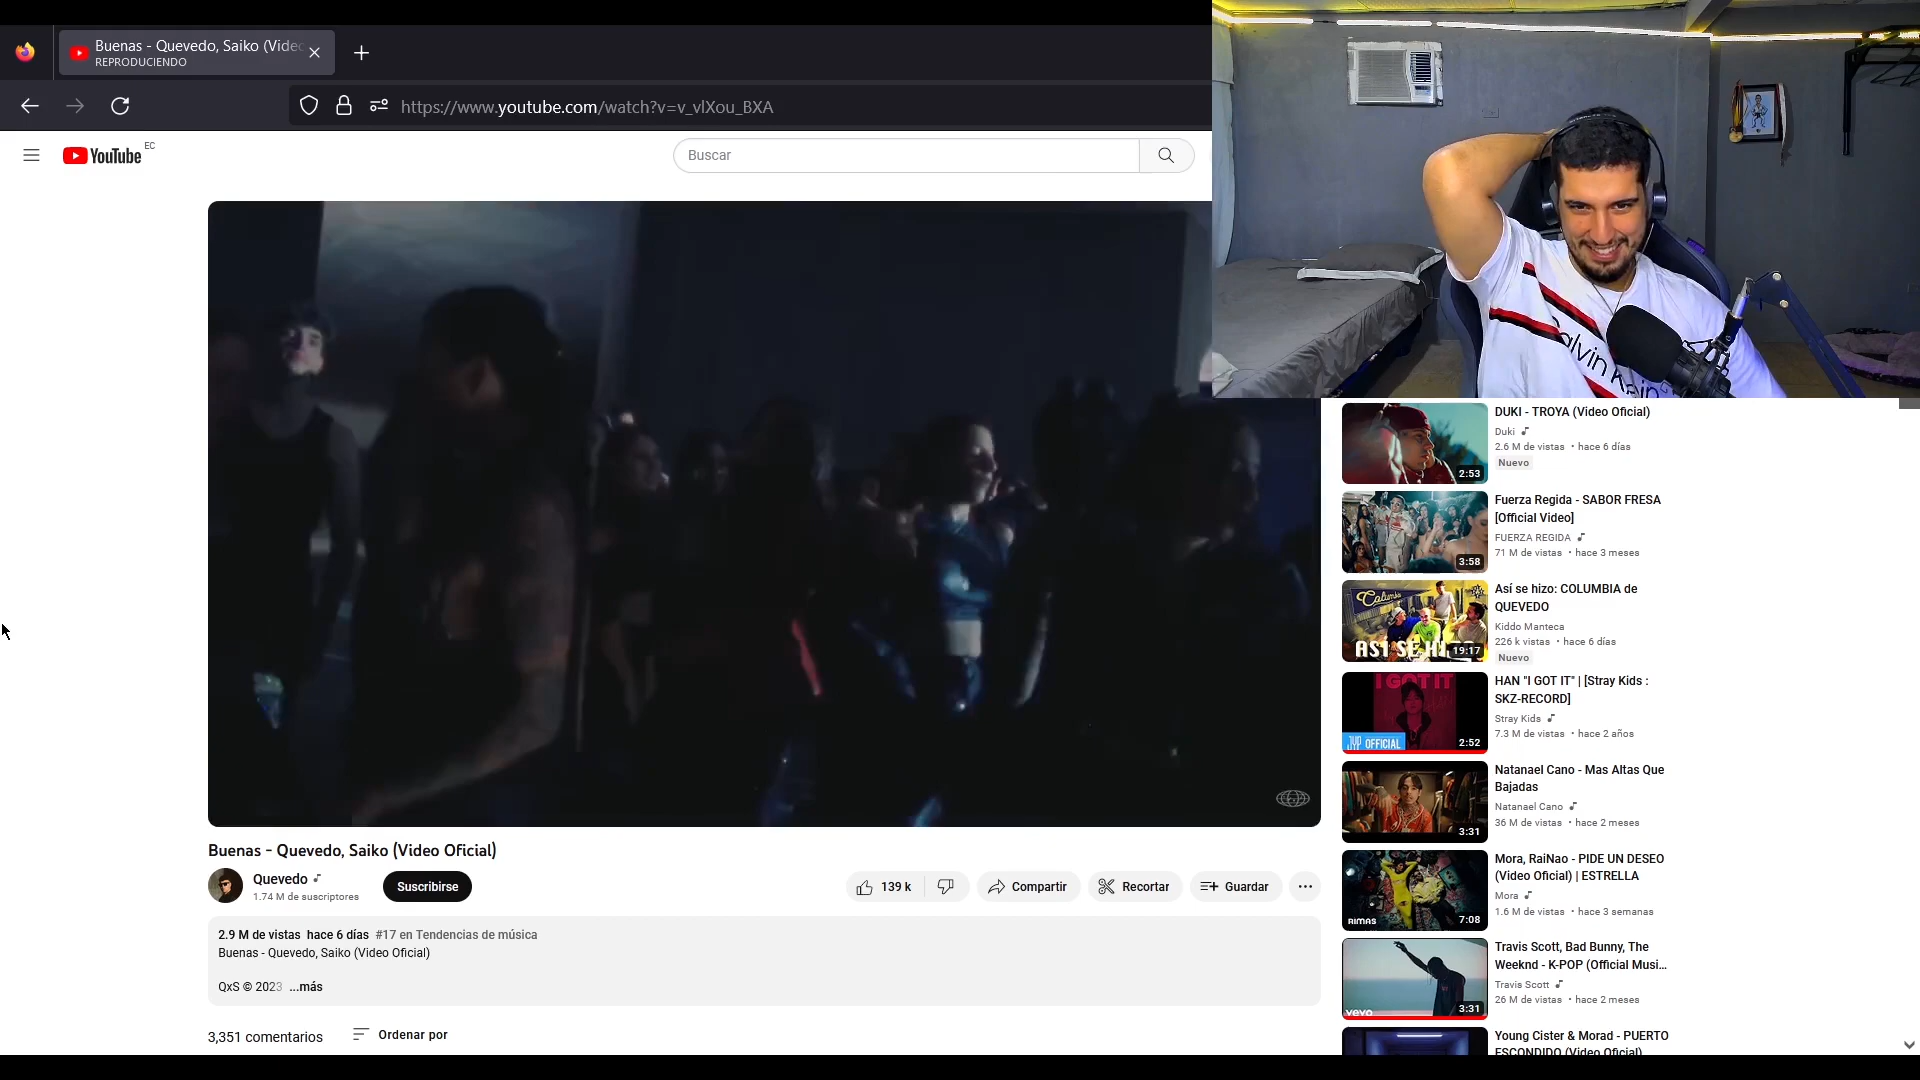 Buenas - Quevedo, Saiko (Videc
REPRODUCIENDO
https://www.youtube.com/watch?v=v_vlXou_BXA
YouTube EC
Buscar
Calvin Klein
DUKI - TROYA (Video Oficial)
Duki
2.6 M de vistas • hace 6 días
Nuevo
2:53
Fuerza Regida - SABOR FRESA
[Official Video]
FUERZA REGIDA
71 M de vistas • hace 3 meses
3:58
Así se hizo: COLUMBIA de
QUEVEDO
Kiddo Manteca
226 k vistas • hace 6 días
Nuevo
19:17
HAN "I GOT IT" | [Stray Kids :
SKZ-RECORD]
Stray Kids
7.3 M de vistas • hace 2 años
I GOT IT
JYP OFFICIAL
2:52
Natanael Cano - Mas Altas Que
Bajadas
Natanael Cano
36 M de vistas • hace 2 meses
3:31
Mora, RaiNao - PIDE UN DESEO
(Video Oficial) | ESTRELLA
Mora
1.6 M de vistas • hace 3 semanas
RIMAS
7:08
Travis Scott, Bad Bunny, The
Weeknd - K-POP (Official Musi...
Travis Scott
26 M de vistas • hace 2 meses
vevo
3:31
Young Cister & Morad - PUERTO
ESCONDIDO (Video Oficial)
Buenas - Quevedo, Saiko (Video Oficial)
Quevedo
1.74 M de suscriptores
Suscribirse
139 k
Compartir
Recortar
Guardar
2.9 M de vistas hace 6 días #17 en Tendencias de música
Buenas - Quevedo, Saiko (Video Oficial)
QxS © 2023 ...más
3,351 comentarios
Ordenar por